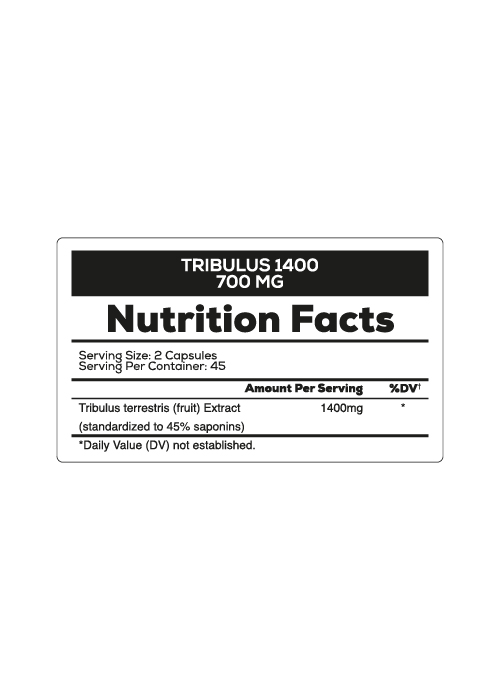 TRIBULUS 1400
700 MG
Nutrition Facts
Serving Size: 2 Capsules
Serving Per Container: 45
Amount Per Serving %DV†
Tribulus terrestris (fruit) Extract 1400mg *
(standardized to 45% saponins)
*Daily Value (DV) not established.